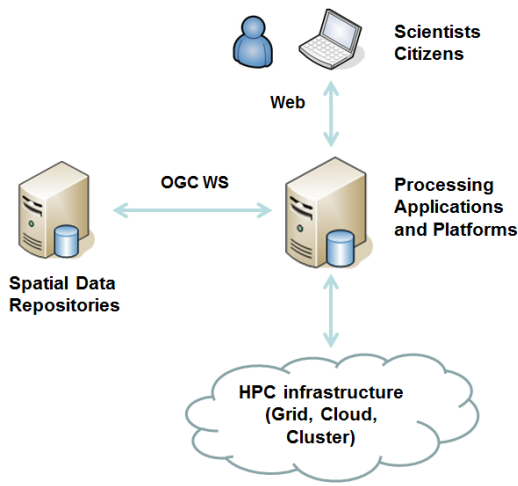 Scientists
Citizens
Web
OGC WS
Processing
Applications
and Platforms
Spatial Data
Repositories
HPC infrastructure
(Grid, Cloud,
Cluster)